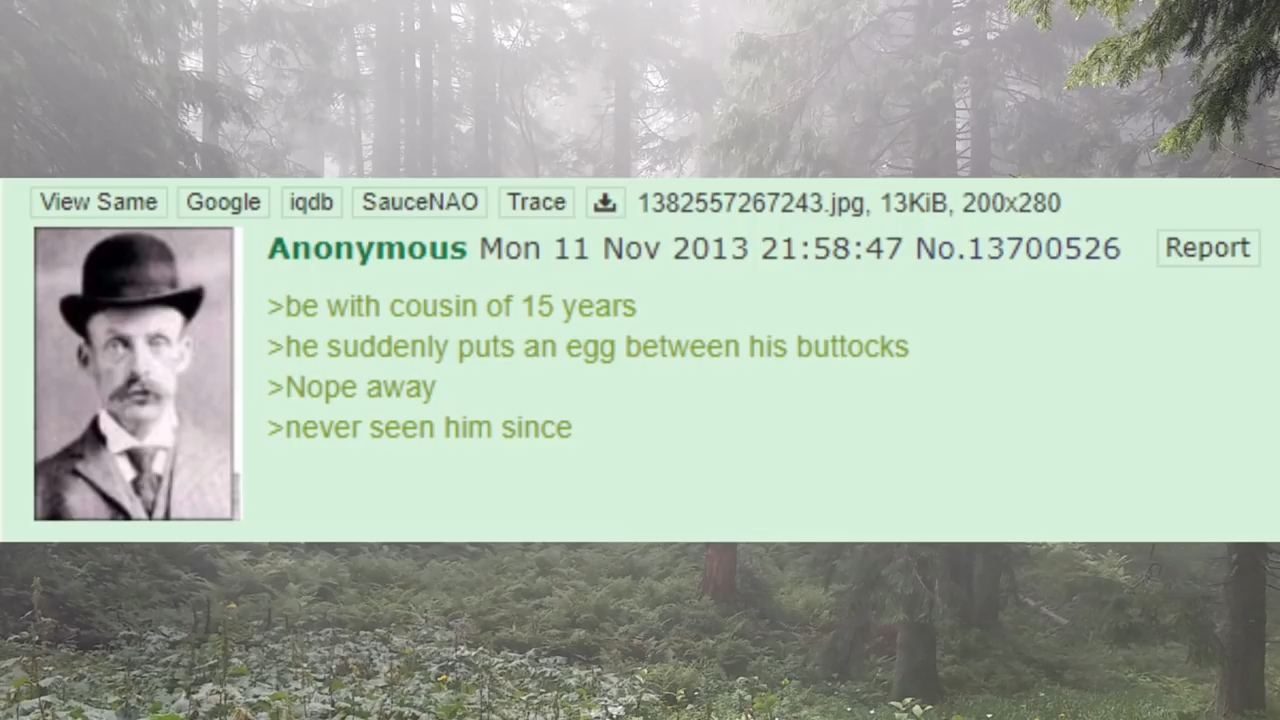 View Same Google iqdb SauceNAO Trace 1382557267243.jpg, 13KiB, 200x280
Anonymous Mon 11 Nov 2013 21:58:47 No.13700526 Report
>be with cousin of 15 years
>he suddenly puts an egg between his buttocks
>Nope away
>never seen him since